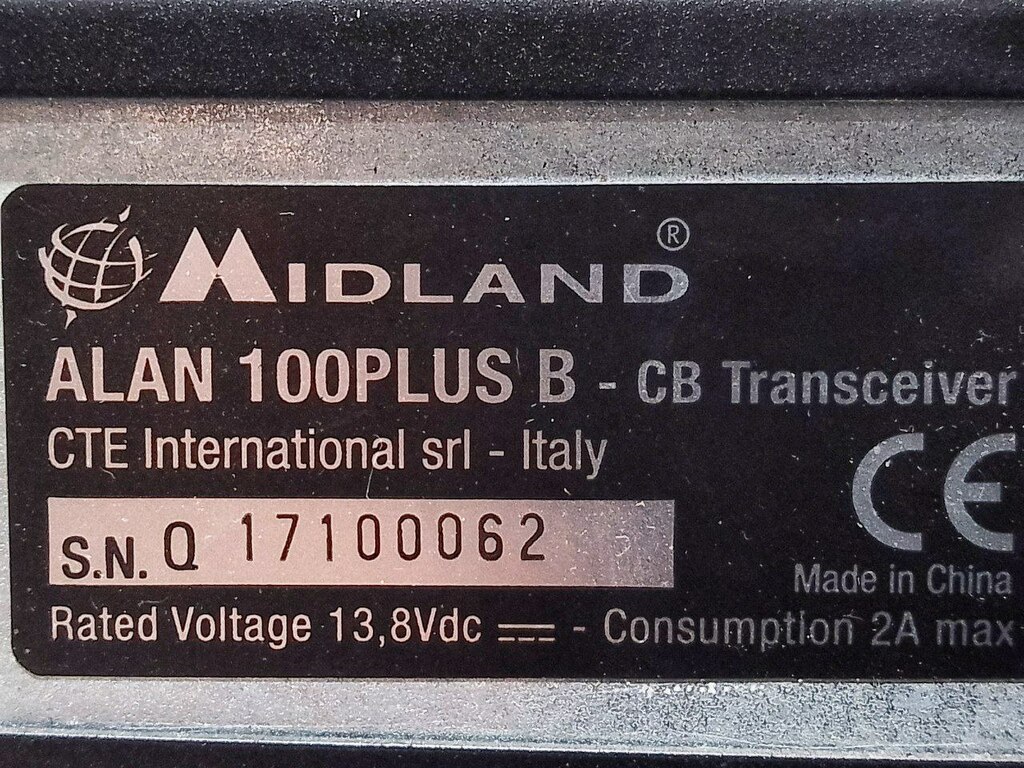 MIDLAND®
ALAN 100PLUS B - CB Transceiver
CTE International srl - Italy
CE
S.N. Q 17100062
Made in China
Rated Voltage 13,8Vdc ⎓ - Consumption 2A max